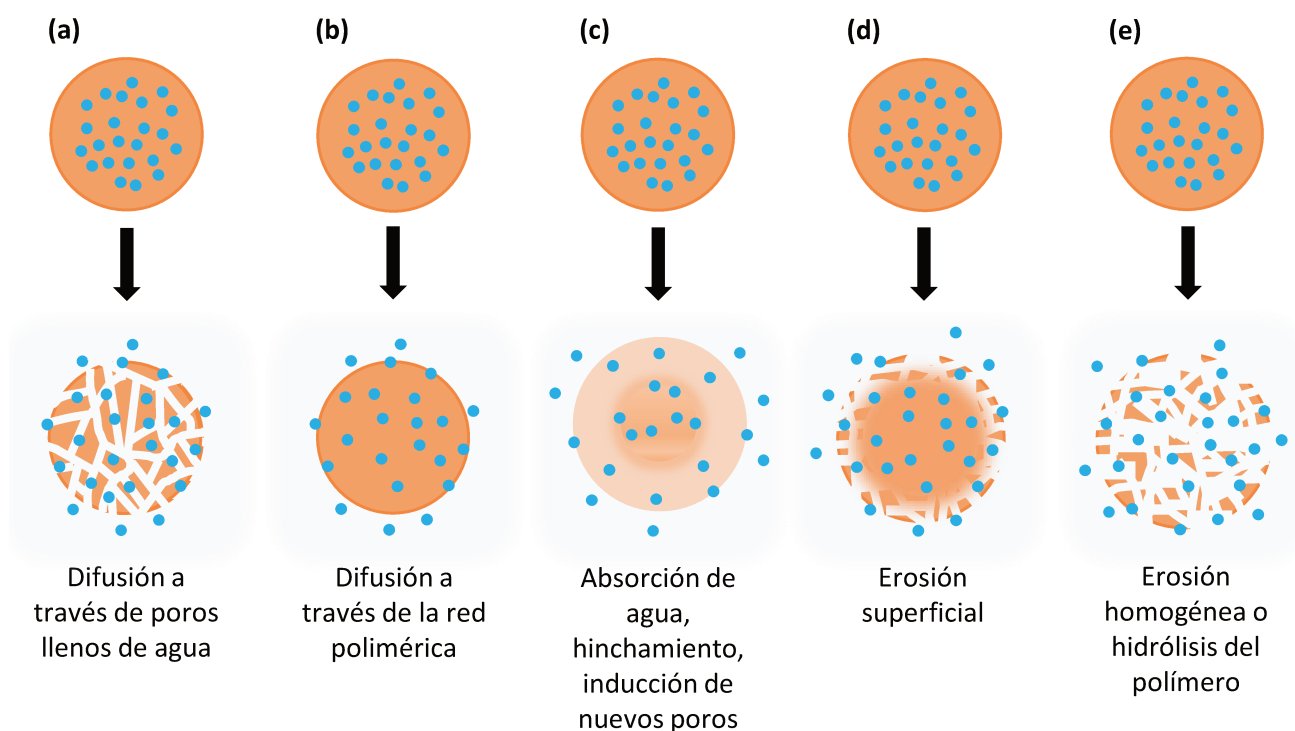 (a)
(b)
(c)
(d)
(e)
Difusión a
través de poros
llenos de agua
Difusión a
través de la red
polimérica
Absorción de
agua,
hinchamiento,
inducción de
nuevos poros
Erosión
superficial
Erosión
homogénea o
hidrólisis del
polímero